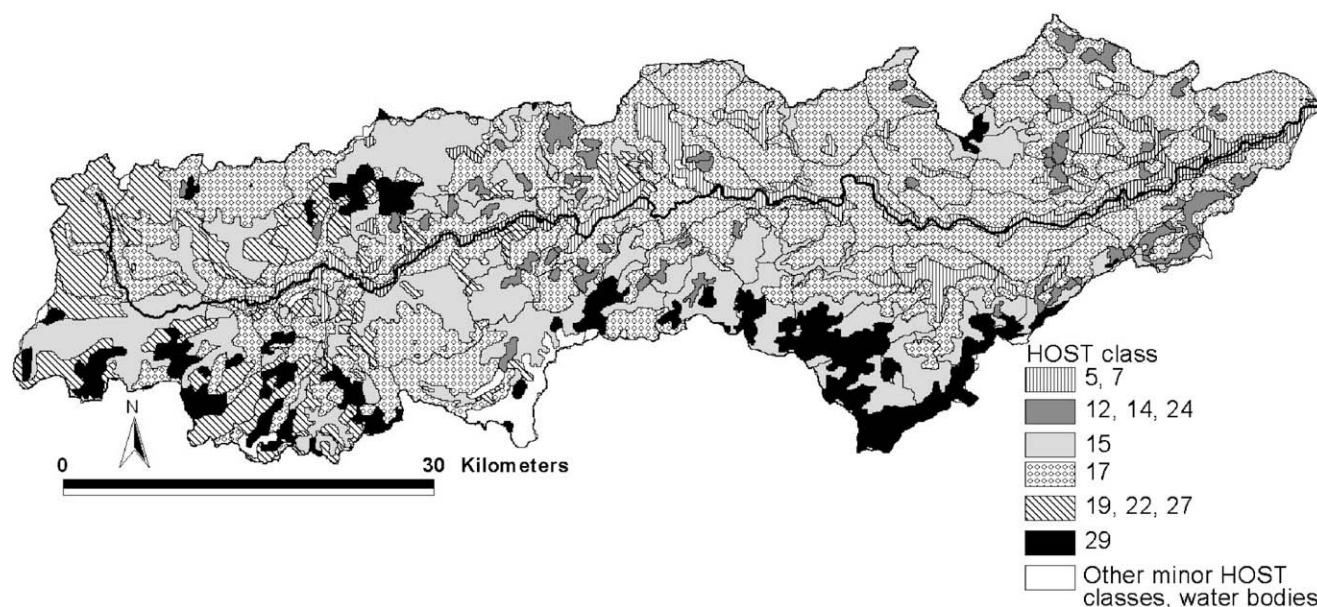 N
0 30 Kilometers
HOST class
5, 7
12, 14, 24
15
17
19, 22, 27
29
Other minor HOST
classes, water bodies